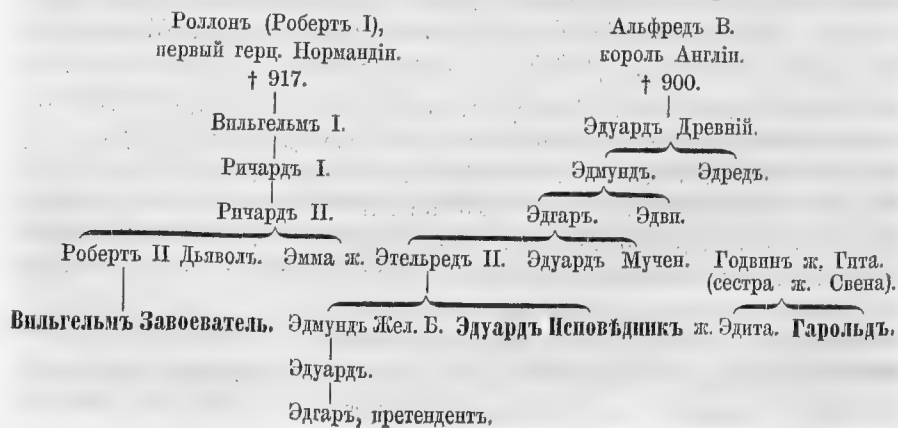 Роллонъ (Робертъ I), Альфредъ В.
первый герц. Нормандіи. король Англіи.
† 917. † 900.
Вильгельмъ I. Эдуардъ Древній.
Ричардъ I. Эдмундъ. Эдредъ.
Ричардъ II. Эдгаръ. Эдви.
Робертъ II Дьяволъ. Эмма ж. Этельредъ II. Эдуардъ Мучен. Годвинъ ж. Гита.
(сестра ж. Свена).
Вильгельмъ Завоеватель. Эдмундъ Жел. Б. Эдуардъ Исповѣдникъ ж. Эдита. Гарольдъ.
Эдуардъ.
Эдгаръ, претендентъ.